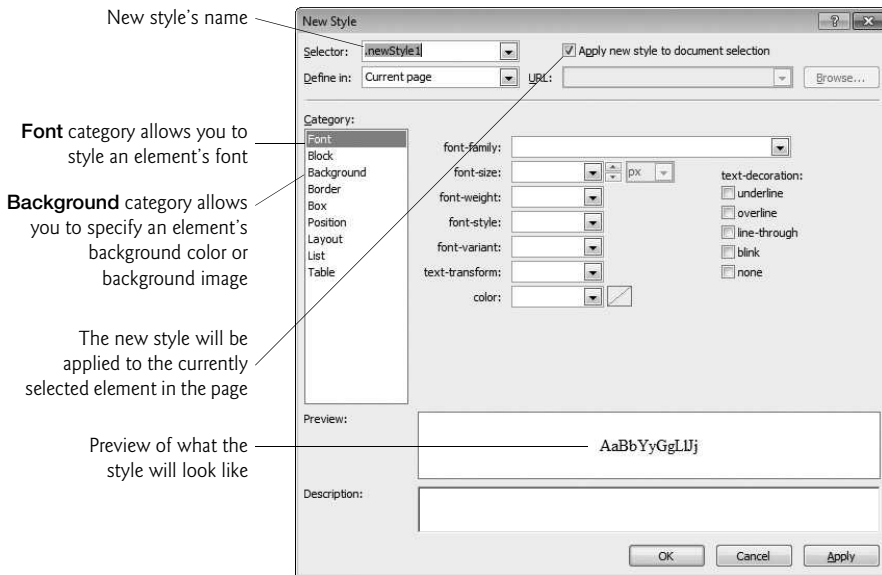 New style's name
Font category allows you to
style an element's font
Background category allows
you to specify an element's
background color or
background image
The new style will be
applied to the currently
selected element in the page
Preview of what the
style will look like
New Style
Selector: .newStyle1
Apply new style to document selection
Define in: Current page
URL:
Browse...
Category:
Font
Block
Background
Border
Box
Position
Layout
List
Table
font-family:
font-size:
px
font-weight:
font-style:
font-variant:
text-transform:
color:
text-decoration:
underline
overline
line-through
blink
none
Preview:
AaBbYyGgLlJj
Description:
OK
Cancel
Apply